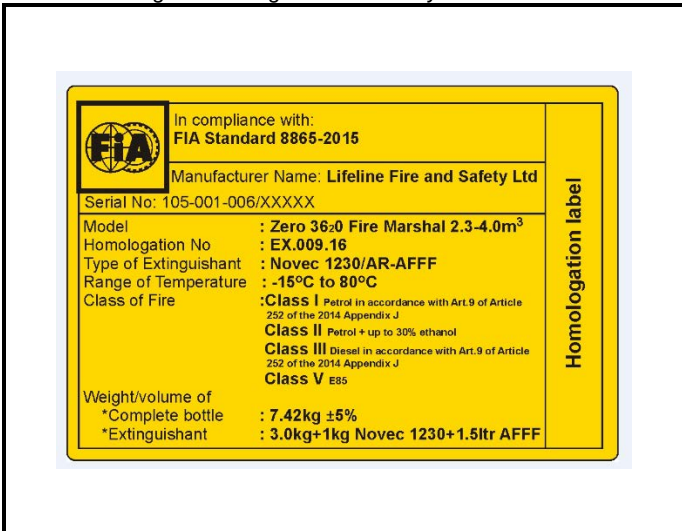 FIA
In compliance with:
FIA Standard 8865-2015
Manufacturer Name: Lifeline Fire and Safety Ltd
Serial No: 105-001-006/XXXXX
Model : Zero 3620 Fire Marshal 2.3-4.0m³
Homologation No : EX.009.16
Type of Extinguishant : Novec 1230/AR-AFFF
Range of Temperature : -15°C to 80°C
Class of Fire :Class I Petrol in accordance with Art.9 of Article
252 of the 2014 Appendix J
Class II Petrol + up to 30% ethanol
Class III Diesel in accordance with Art.9 of Article
252 of the 2014 Appendix J
Class V E85
Weight/volume of
*Complete bottle : 7.42kg ±5%
*Extinguishant : 3.0kg+1kg Novec 1230+1.5ltr AFFF
Homologation label